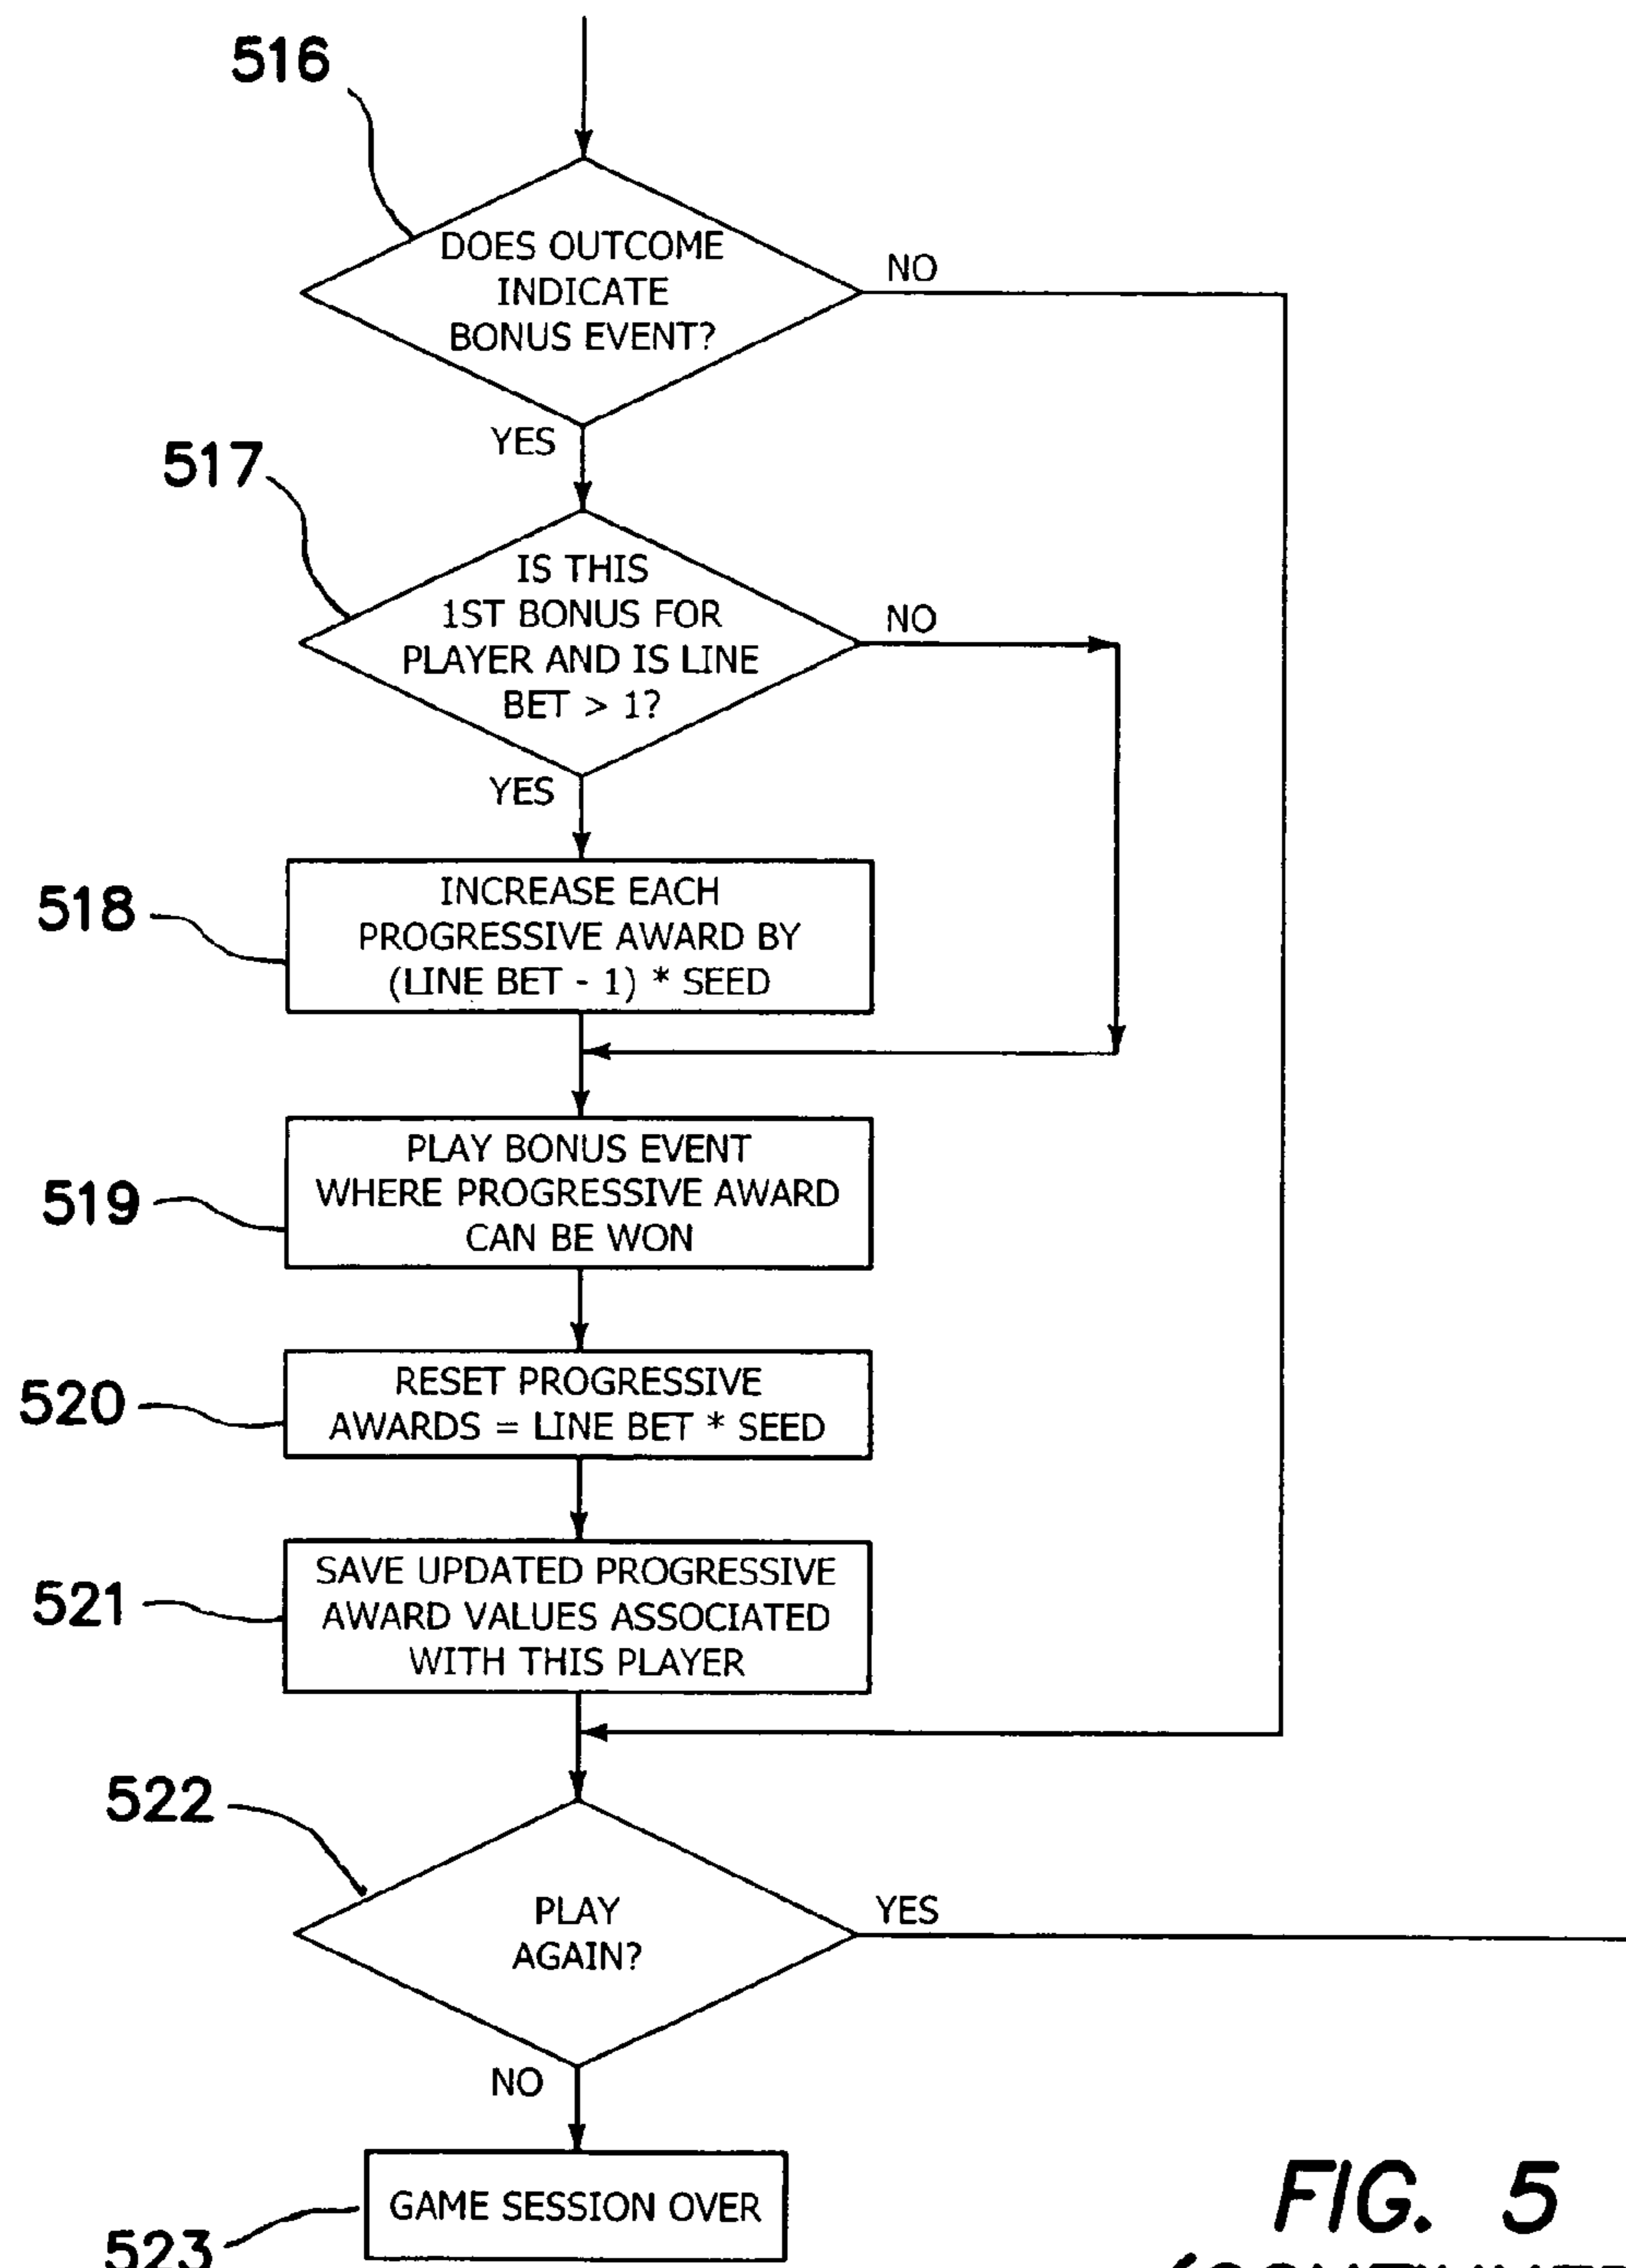 516
DOES OUTCOME
INDICATE
BONUS EVENT?
NO
YES
517
IS THIS
1ST BONUS FOR
PLAYER AND IS LINE
BET > 1?
NO
YES
518
INCREASE EACH
PROGRESSIVE AWARD BY
(LINE BET - 1) * SEED
519
PLAY BONUS EVENT
WHERE PROGRESSIVE AWARD
CAN BE WON
520
RESET PROGRESSIVE
AWARDS = LINE BET * SEED
521
SAVE UPDATED PROGRESSIVE
AWARD VALUES ASSOCIATED
WITH THIS PLAYER
522
PLAY
AGAIN?
YES
NO
523
GAME SESSION OVER
FIG. 5